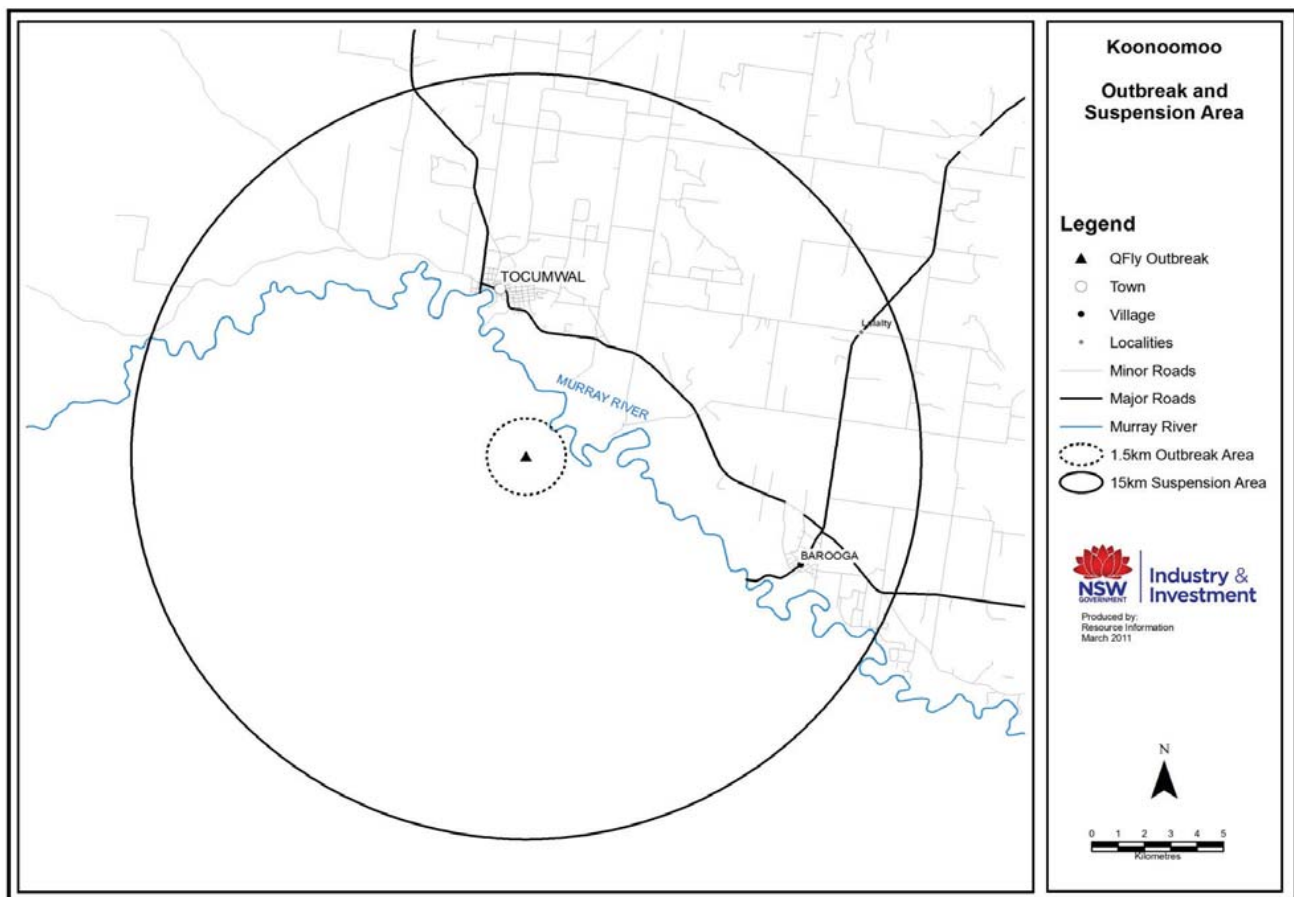 Koonoomoo
Outbreak and
Suspension Area
Legend
QFly Outbreak
Town
Village
Localities
Minor Roads
Major Roads
Murray River
1.5km Outbreak Area
15km Suspension Area
NSW
GOVERNMENT
Industry &
Investment
Produced by:
Resource Information
March 2011
N
0 1 2 3 4 5
Kilometres
TOCUMWAL
MURRAY RIVER
BAROOGA